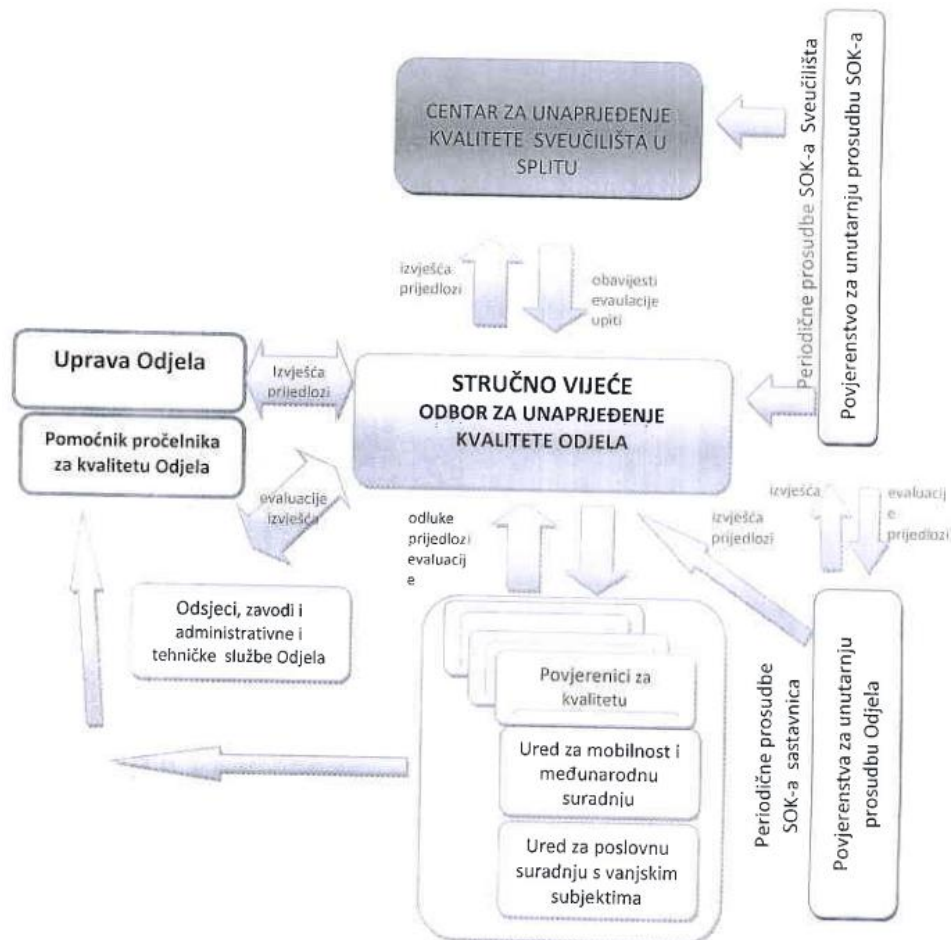 CENTAR ZA UNAPRJEĐENJE
KVALITETE SVEUČILIŠTA U
SPLITU
Periodične prosudbe SOK-a Sveučilišta
Povjerenstvo za unutarnju prosudbu SOK-a
izvješća
prijedlozi
obavijesti
evaulacije
upiti
Uprava Odjela
Izvješća
prijedlozi
STRUČNO VIJEĆE
ODBOR ZA UNAPRJEĐENJE
KVALITETE ODJELA
Pomoćnik pročelnika
za kvalitetu Odjela
evaluacije
izvješća
odluke
prijedlozi
evaluacij
e
izvješća
prijedlozi
izvješća
evaluacij
e
prijedlozi
Odsjeci, zavodi i
administrativne i
tehničke službe Odjela
Povjerenici za
kvalitetu
Ured za mobilnost i
međunarodnu
suradnju
Ured za poslovnu
suradnju s vanjskim
subjektima
Periodične prosudbe
SOK-a sastavnica
Povjerenstva za unutarnju
prosudbu Odjela